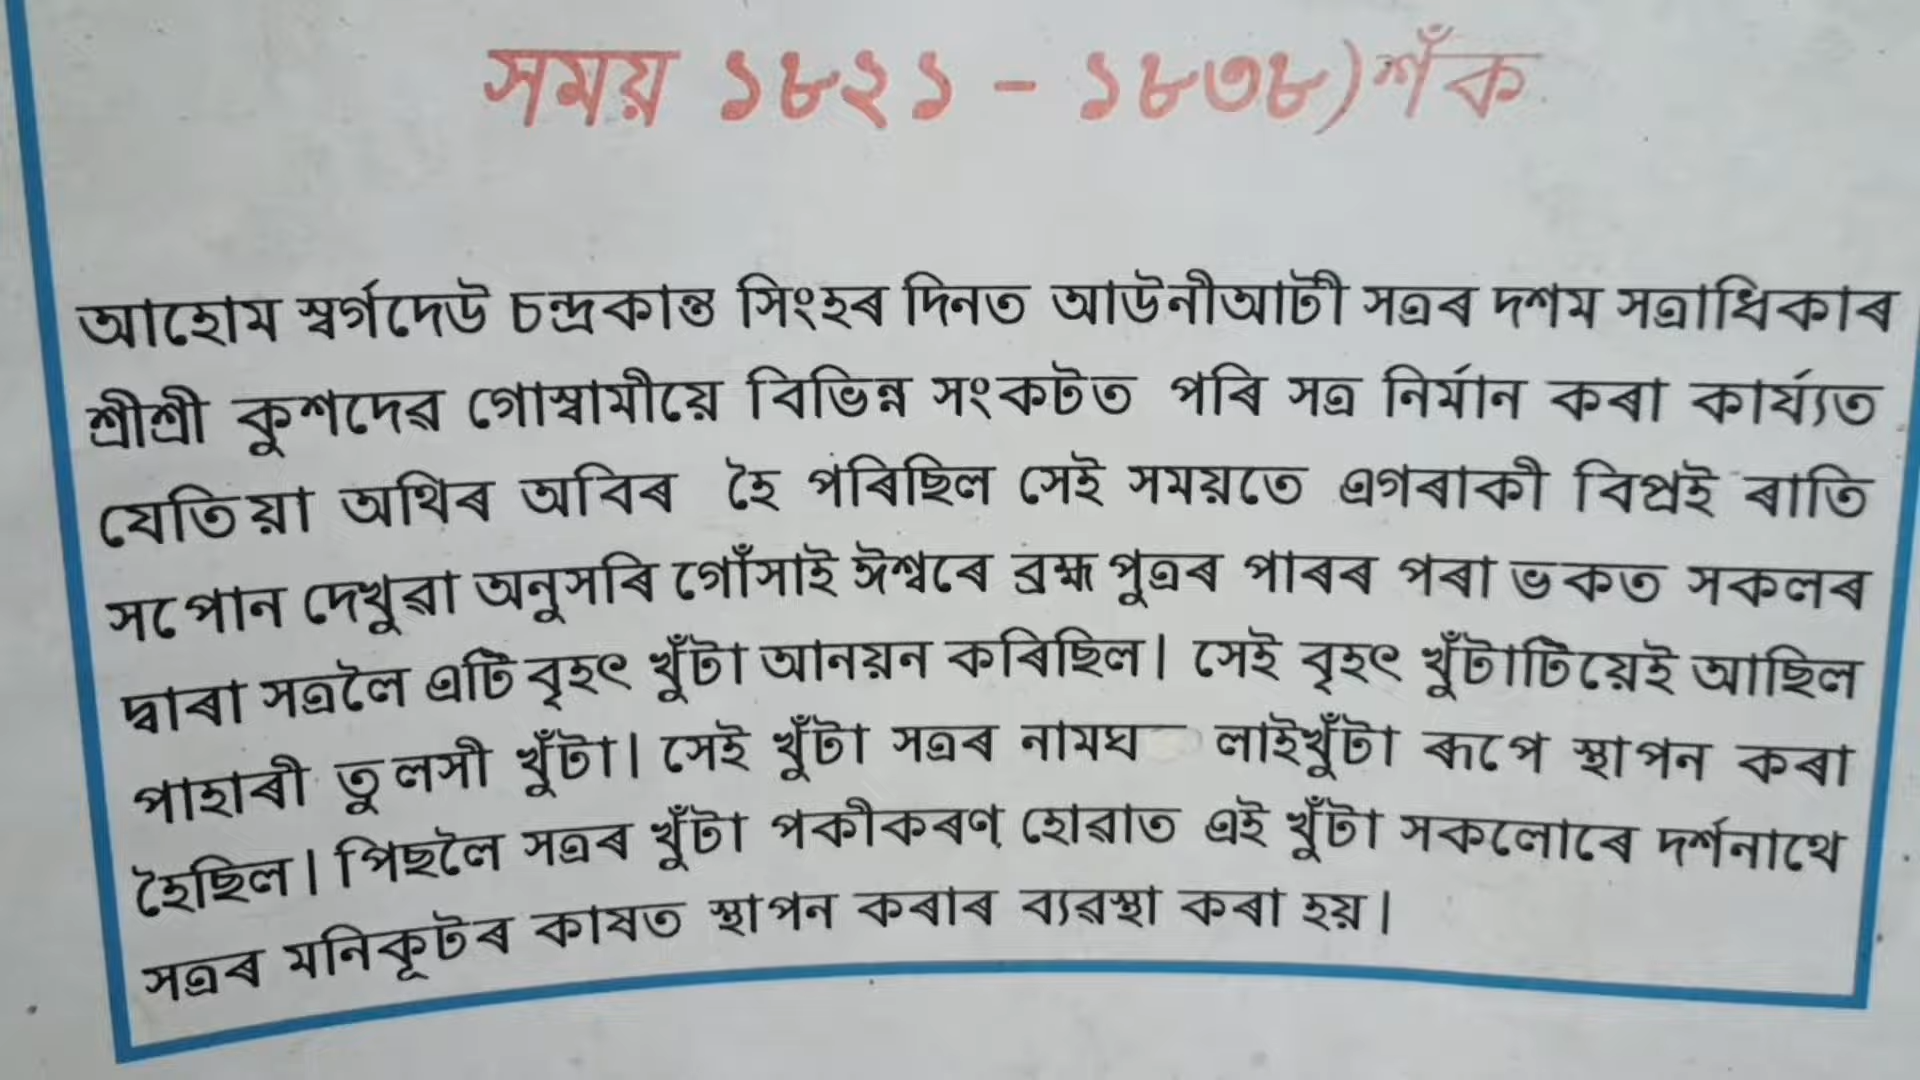 সময় ১৮২১ - ১৮৩৮) শঁক
আহোম স্বৰ্গদেউ চন্দ্ৰকান্ত সিংহৰ দিনত আউনীআটী সত্ৰৰ দশম সত্ৰাধিকাৰ
শ্ৰীশ্ৰী কুশদেৱ গোস্বামীয়ে বিভিন্ন সংকটত পৰি সত্ৰ নিৰ্মান কৰা কাৰ্য্যত
যেতিয়া অথিৰ অবিৰ হৈ পৰিছিল সেই সময়তে এগৰাকী বিপ্ৰই ৰাতি
সপোন দেখুৱা অনুসৰি গোঁসাই ঈশ্বৰে ব্ৰহ্মপুত্ৰৰ পাৰৰ পৰা ভকত সকলৰ
দ্বাৰা সত্ৰলৈ এটি বৃহৎ খুঁটা আনয়ন কৰিছিল। সেই বৃহৎ খুঁটাটিয়েই আছিল
পাহাৰী তুলসী খুঁটা। সেই খুঁটা সত্ৰৰ নামঘ লাইখুঁটা ৰূপে স্থাপন কৰা
হৈছিল। পিছলৈ সত্ৰৰ খুঁটা পকীকৰণ হোৱাত এই খুঁটা সকলোৰে দৰ্শনাথে
সত্ৰৰ মনিকূটৰ কাষত স্থাপন কৰাৰ ব্যৱস্থা কৰা হয়।